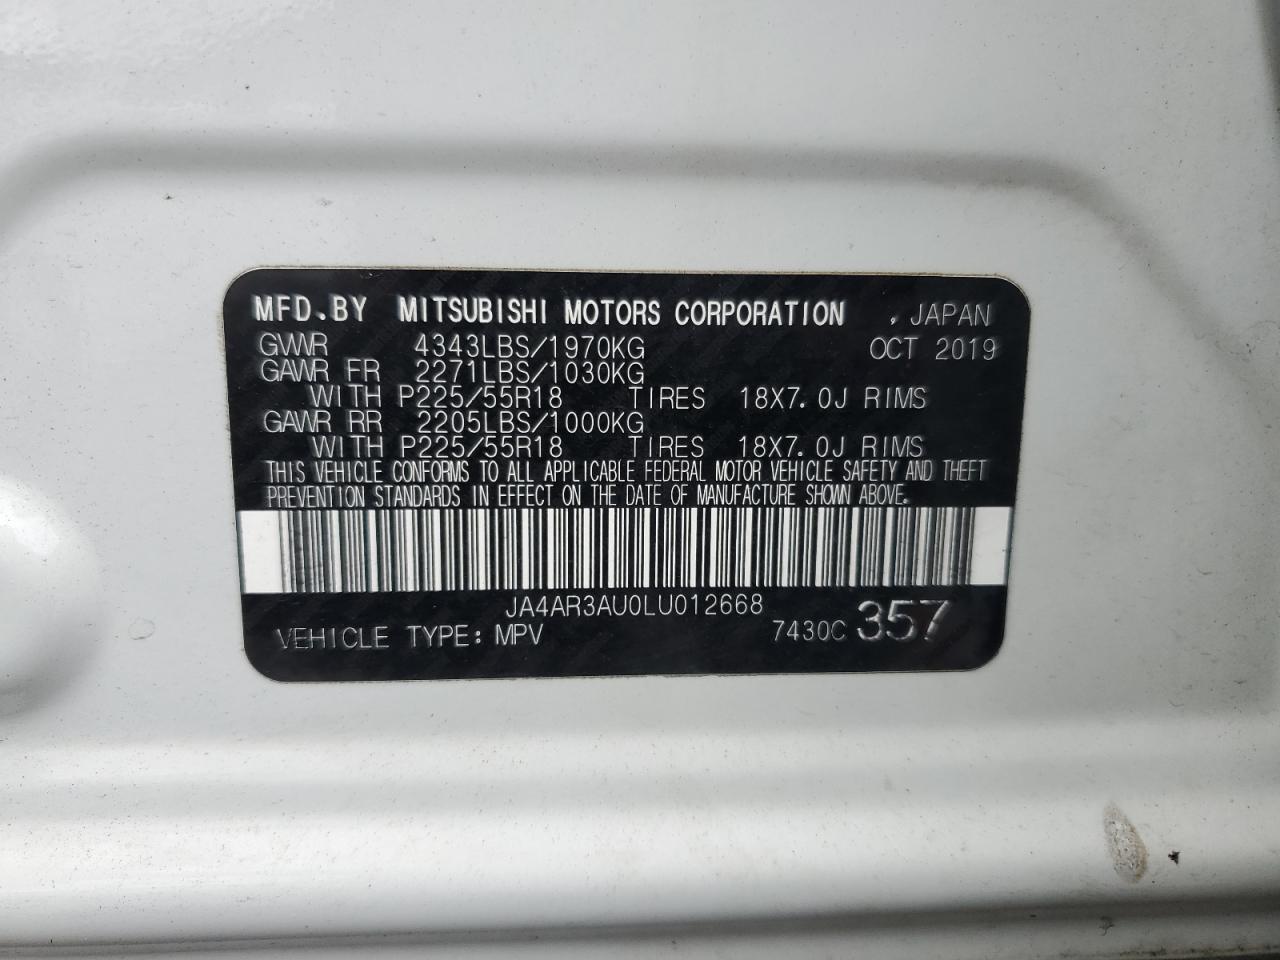 MFD.BY MITSUBISHI MOTORS CORPORATION , JAPAN
GVWR 4343LBS/1970KG OCT 2019
GAWR FR 2271LBS/1030KG
WITH P225/55R18 TIRES 18X7.0J RIMS
GAWR RR 2205LBS/1000KG
WITH P225/55R18 TIRES 18X7.0J RIMS
THIS VEHICLE CONFORMS TO ALL APPLICABLE FEDERAL MOTOR VEHICLE SAFETY AND THEFT
PREVENTION STANDARDS IN EFFECT ON THE DATE OF MANUFACTURE SHOWN ABOVE.
JA4AR3AU0LU012668
VEHICLE TYPE: MPV 7430C 357